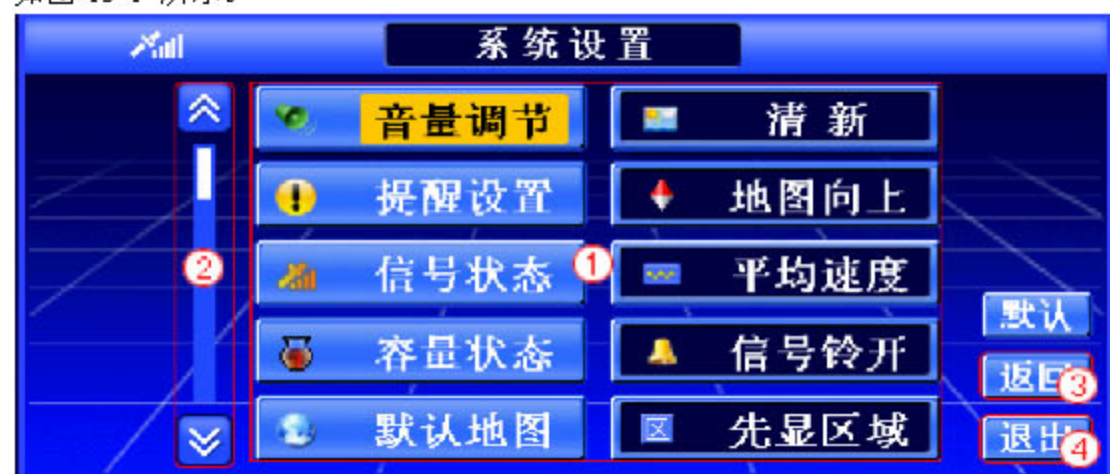 系统设置
音量调节 清新
提醒设置 地图向上
信号状态 ① 平均速度
②
默认
容量状态 信号铃开
返回 ③
默认地图 区 先显区域
退出 ④